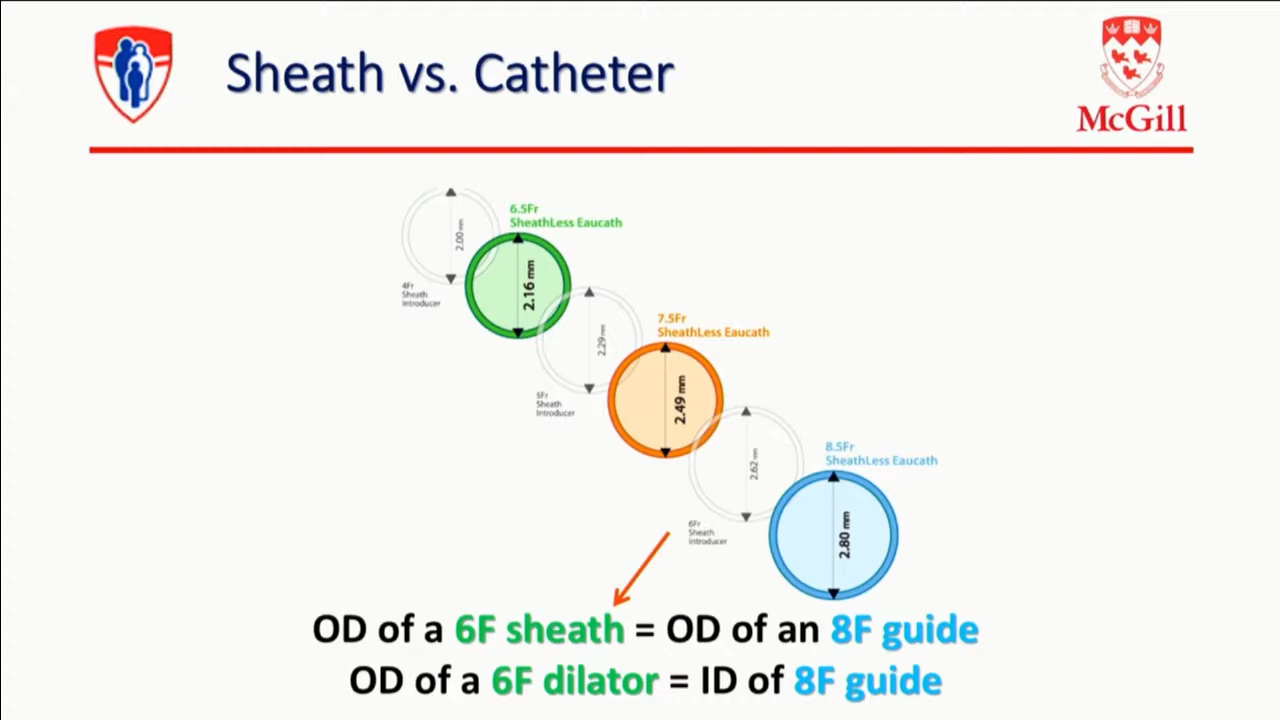 Sheath vs. Catheter
McGill
2.00 mm
6.5Fr
SheathLess Eaucath
4Fr
Sheath
Introducer
2.16 mm
2.29 mm
7.5Fr
SheathLess Eaucath
5Fr
Sheath
Introducer
2.49 mm
2.62 mm
8.5Fr
SheathLess Eaucath
6Fr
Sheath
Introducer
2.80 mm
OD of a 6F sheath = OD of an 8F guide
OD of a 6F dilator = ID of 8F guide